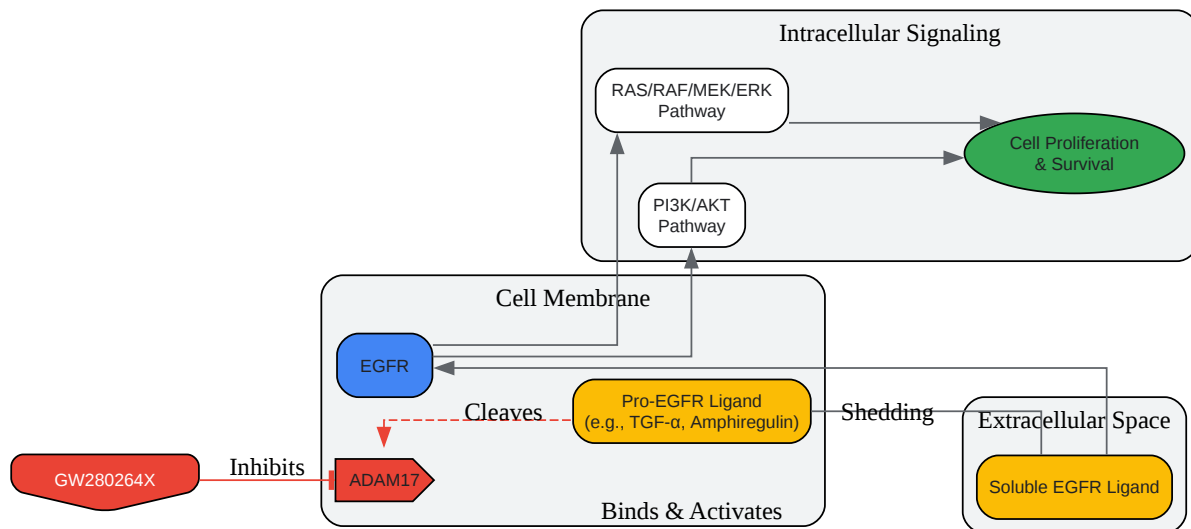 Intracellular Signaling
RAS/RAF/MEK/ERK
Pathway
Cell Proliferation
& Survival
PI3K/AKT
Pathway
Cell Membrane
EGFR
Pro-EGFR Ligand
(e.g., TGF-α, Amphiregulin)
Cleaves
Shedding
Extracellular Space
Inhibits
GW280264X
ADAM17
Soluble EGFR Ligand
Binds & Activates